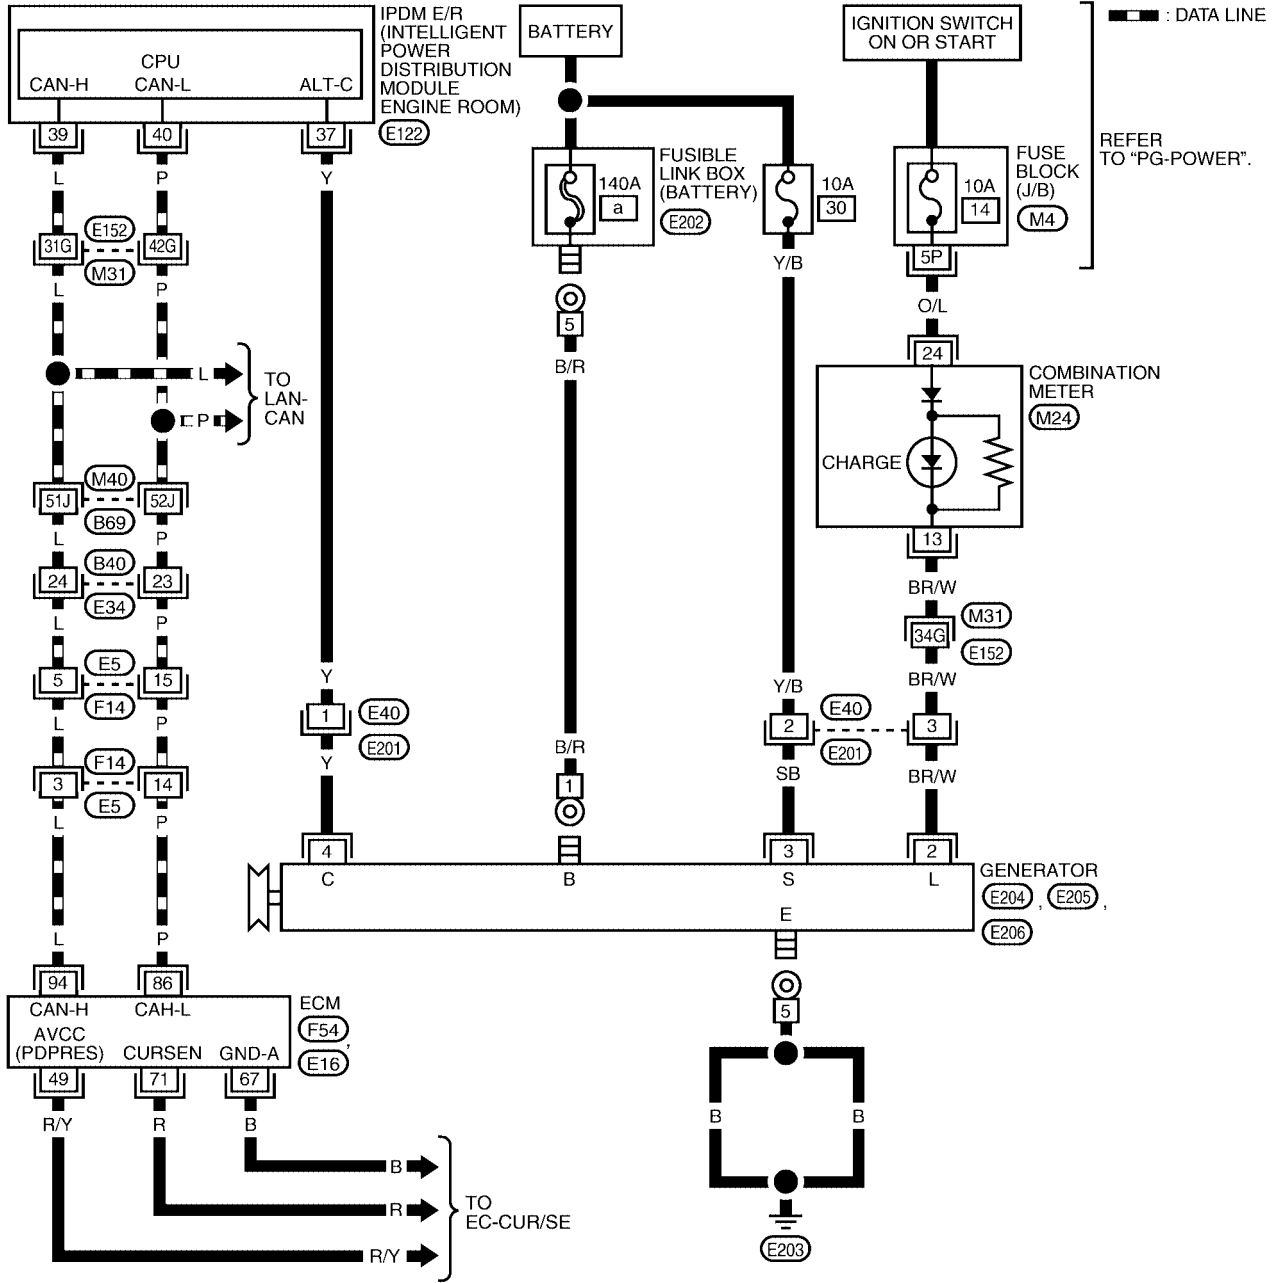 IPDM E/R
(INTELLIGENT
POWER
DISTRIBUTION
MODULE
ENGINE ROOM)
E122
CPU
CAN-H
CAN-L
ALT-C
39
40
37
BATTERY
IGNITION SWITCH
ON OR START
: DATA LINE
REFER
TO “PG-POWER”.
L
P
Y
FUSIBLE
LINK BOX
(BATTERY)
E202
140A
a
10A
30
10A
14
FUSE
BLOCK
(J/B)
M4
5P
E152
31G
42G
M31
L
P
5
B/R
Y/B
O/L
24
COMBINATION
METER
M24
CHARGE
13
L
P
TO
LAN-
CAN
M40
51J
52J
B69
L
P
B40
24
23
E34
L
P
E5
5
15
F14
L
P
F14
3
14
E5
L
P
BR/W
M31
34G
E152
BR/W
Y
1
E40
E201
Y
B/R
1
Y/B
2
E40
E201
3
SB
BR/W
4
3
2
C
B
S
L
E
GENERATOR
E204 , E205 ,
E206
L
P
94
86
CAN-H
CAH-L
AVCC
(PDPRES)
CURSEN
GND-A
ECM
F54 ,
E16
49
71
67
R/Y
R
B
B
R
R/Y
TO
EC-CUR/SE
5
B
B
E203